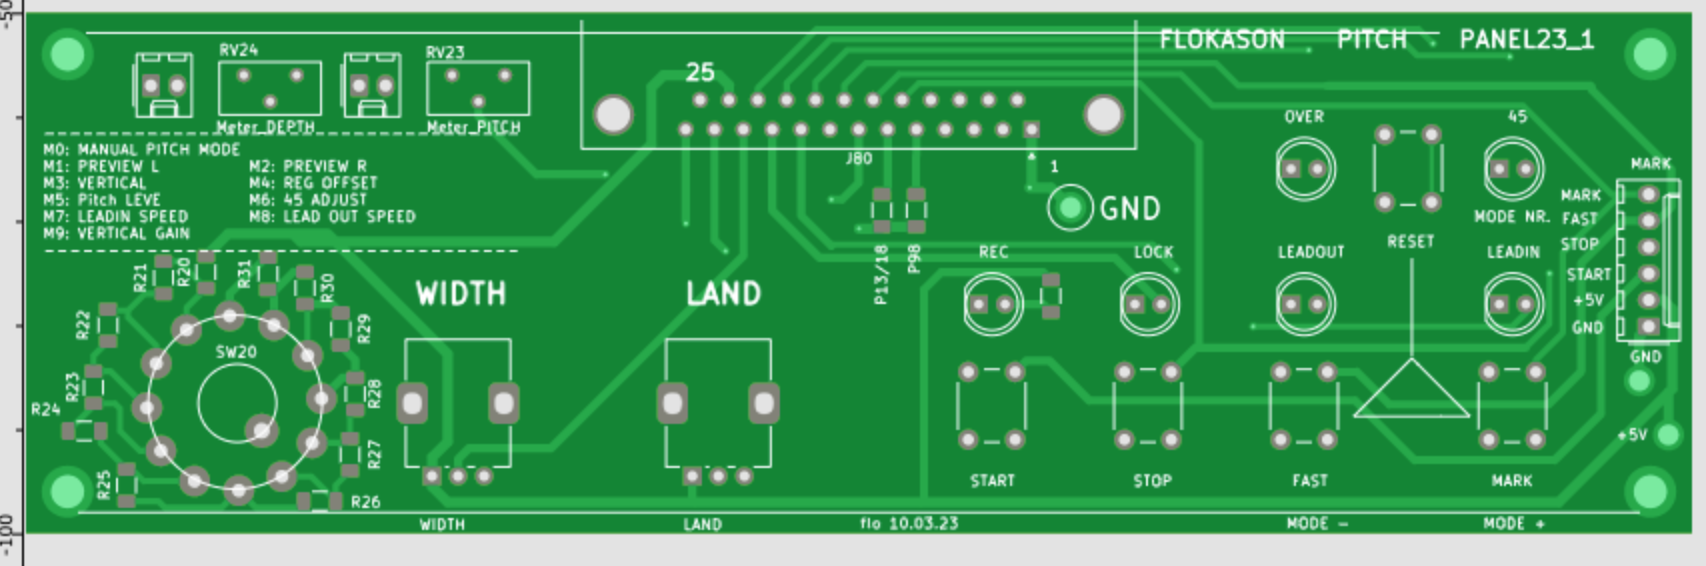 -50
FLOKASON PITCH PANEL23_1
RV24
RV23
25
Meter_DEPTH
Meter_PITCH
OVER
45
M0: MANUAL PITCH MODE
M1: PREVIEW L M2: PREVIEW R
M3: VERTICAL M4: REG OFFSET
M5: Pitch LEVE M6: 45 ADJUST
M7: LEADIN SPEED M8: LEAD OUT SPEED
M9: VERTICAL GAIN
J80
1
GND
MARK
MARK
FAST
STOP
START
+5V
GND
GND
+5V
MODE NR.
RESET
P13/18
P98
REC
LOCK
LEADOUT
LEADIN
R21
R20
R31
R30
R22
R29
SW20
R23
R28
R24
R27
R25
R26
WIDTH
LAND
START
STOP
FAST
MARK
WIDTH
LAND
flo 10.03.23
MODE -
MODE +
-100